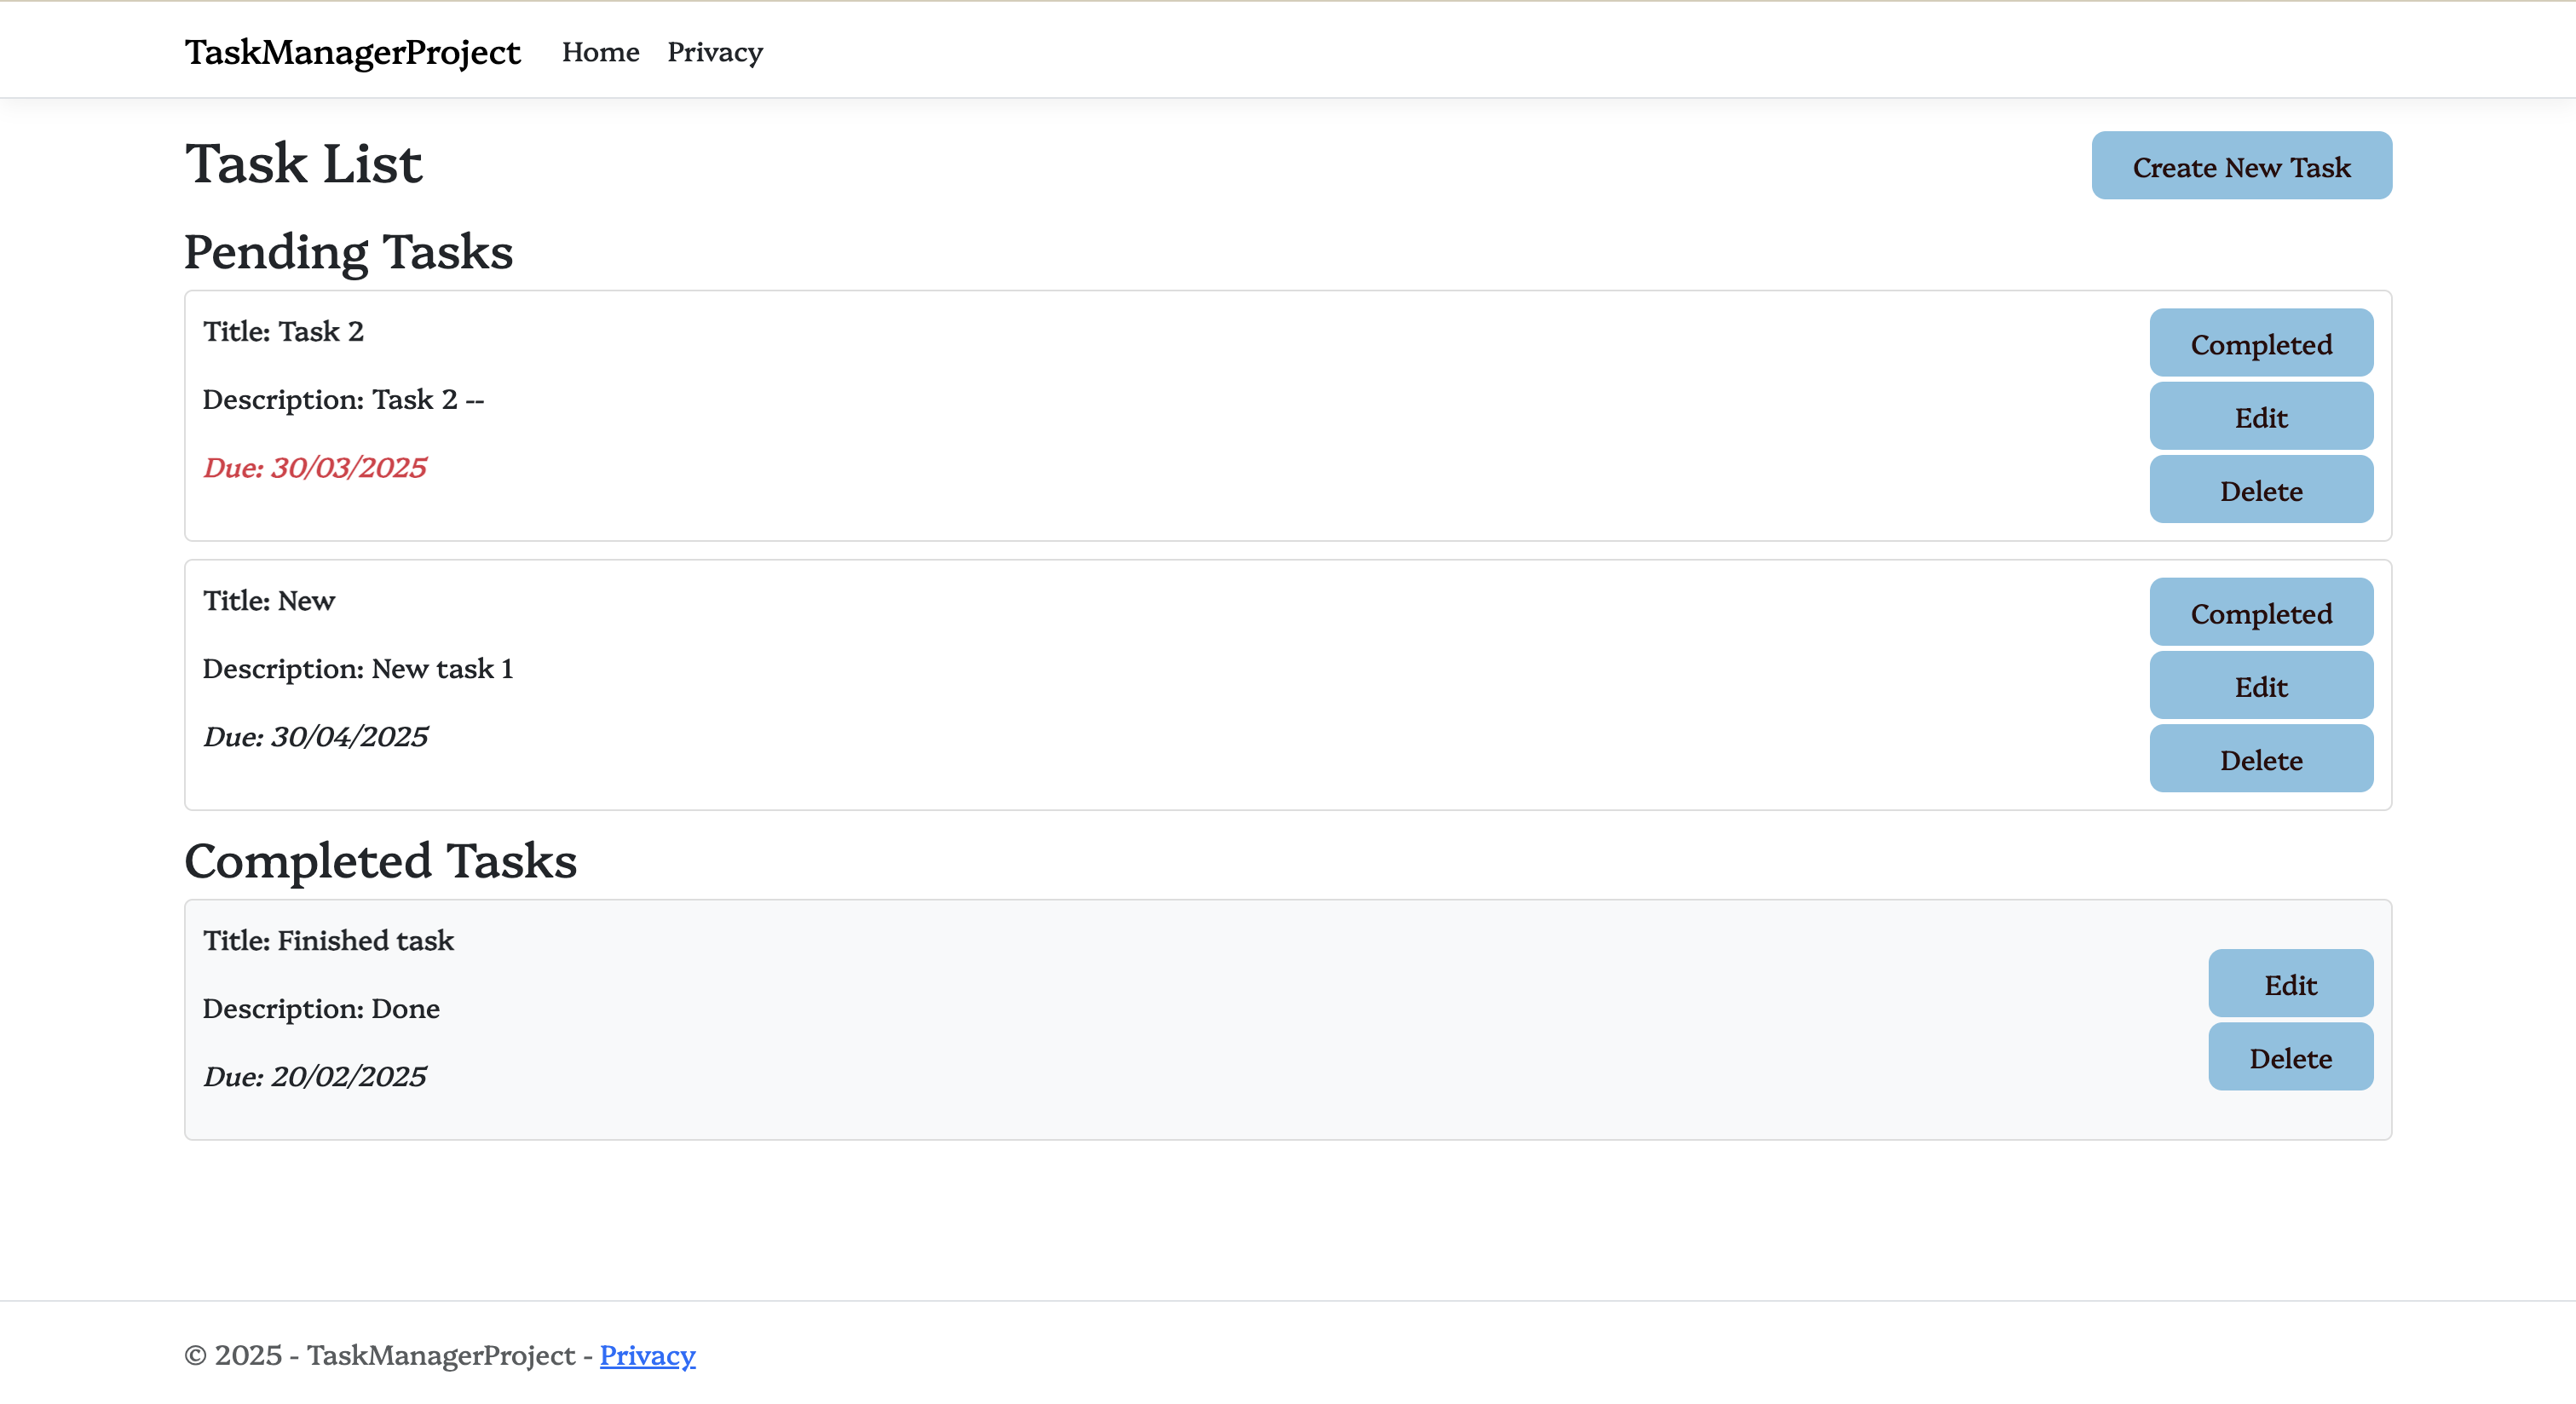 TaskManagerProject Home Privacy
Task List
Create New Task
Pending Tasks
Title: Task 2
Description: Task 2 --
Due: 30/03/2025
Completed
Edit
Delete
Title: New
Description: New task 1
Due: 30/04/2025
Completed
Edit
Delete
Completed Tasks
Title: Finished task
Description: Done
Due: 20/02/2025
Edit
Delete
© 2025 - TaskManagerProject - Privacy